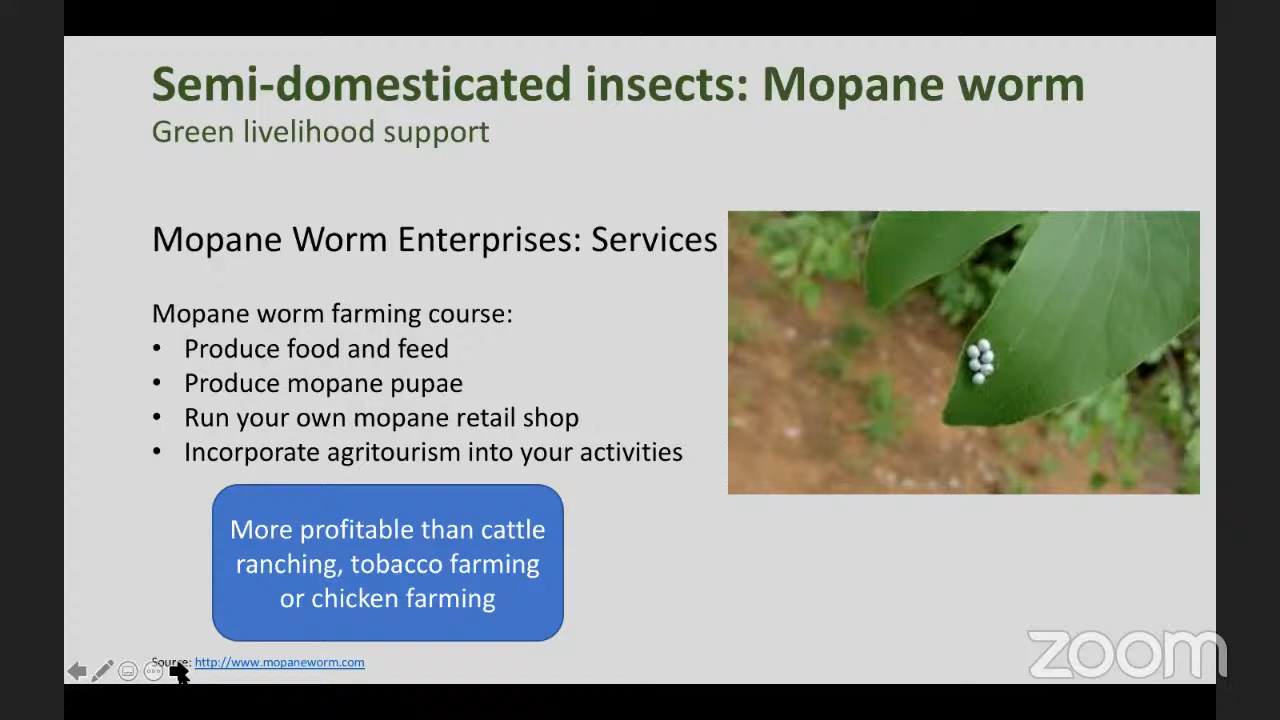 Semi-domesticated insects: Mopane worm
Green livelihood support
Mopane Worm Enterprises: Services
Mopane worm farming course:
• Produce food and feed
• Produce mopane pupae
• Run your own mopane retail shop
• Incorporate agritourism into your activities
More profitable than cattle
ranching, tobacco farming
or chicken farming
Source: http://www.mopaneworm.com
zoom